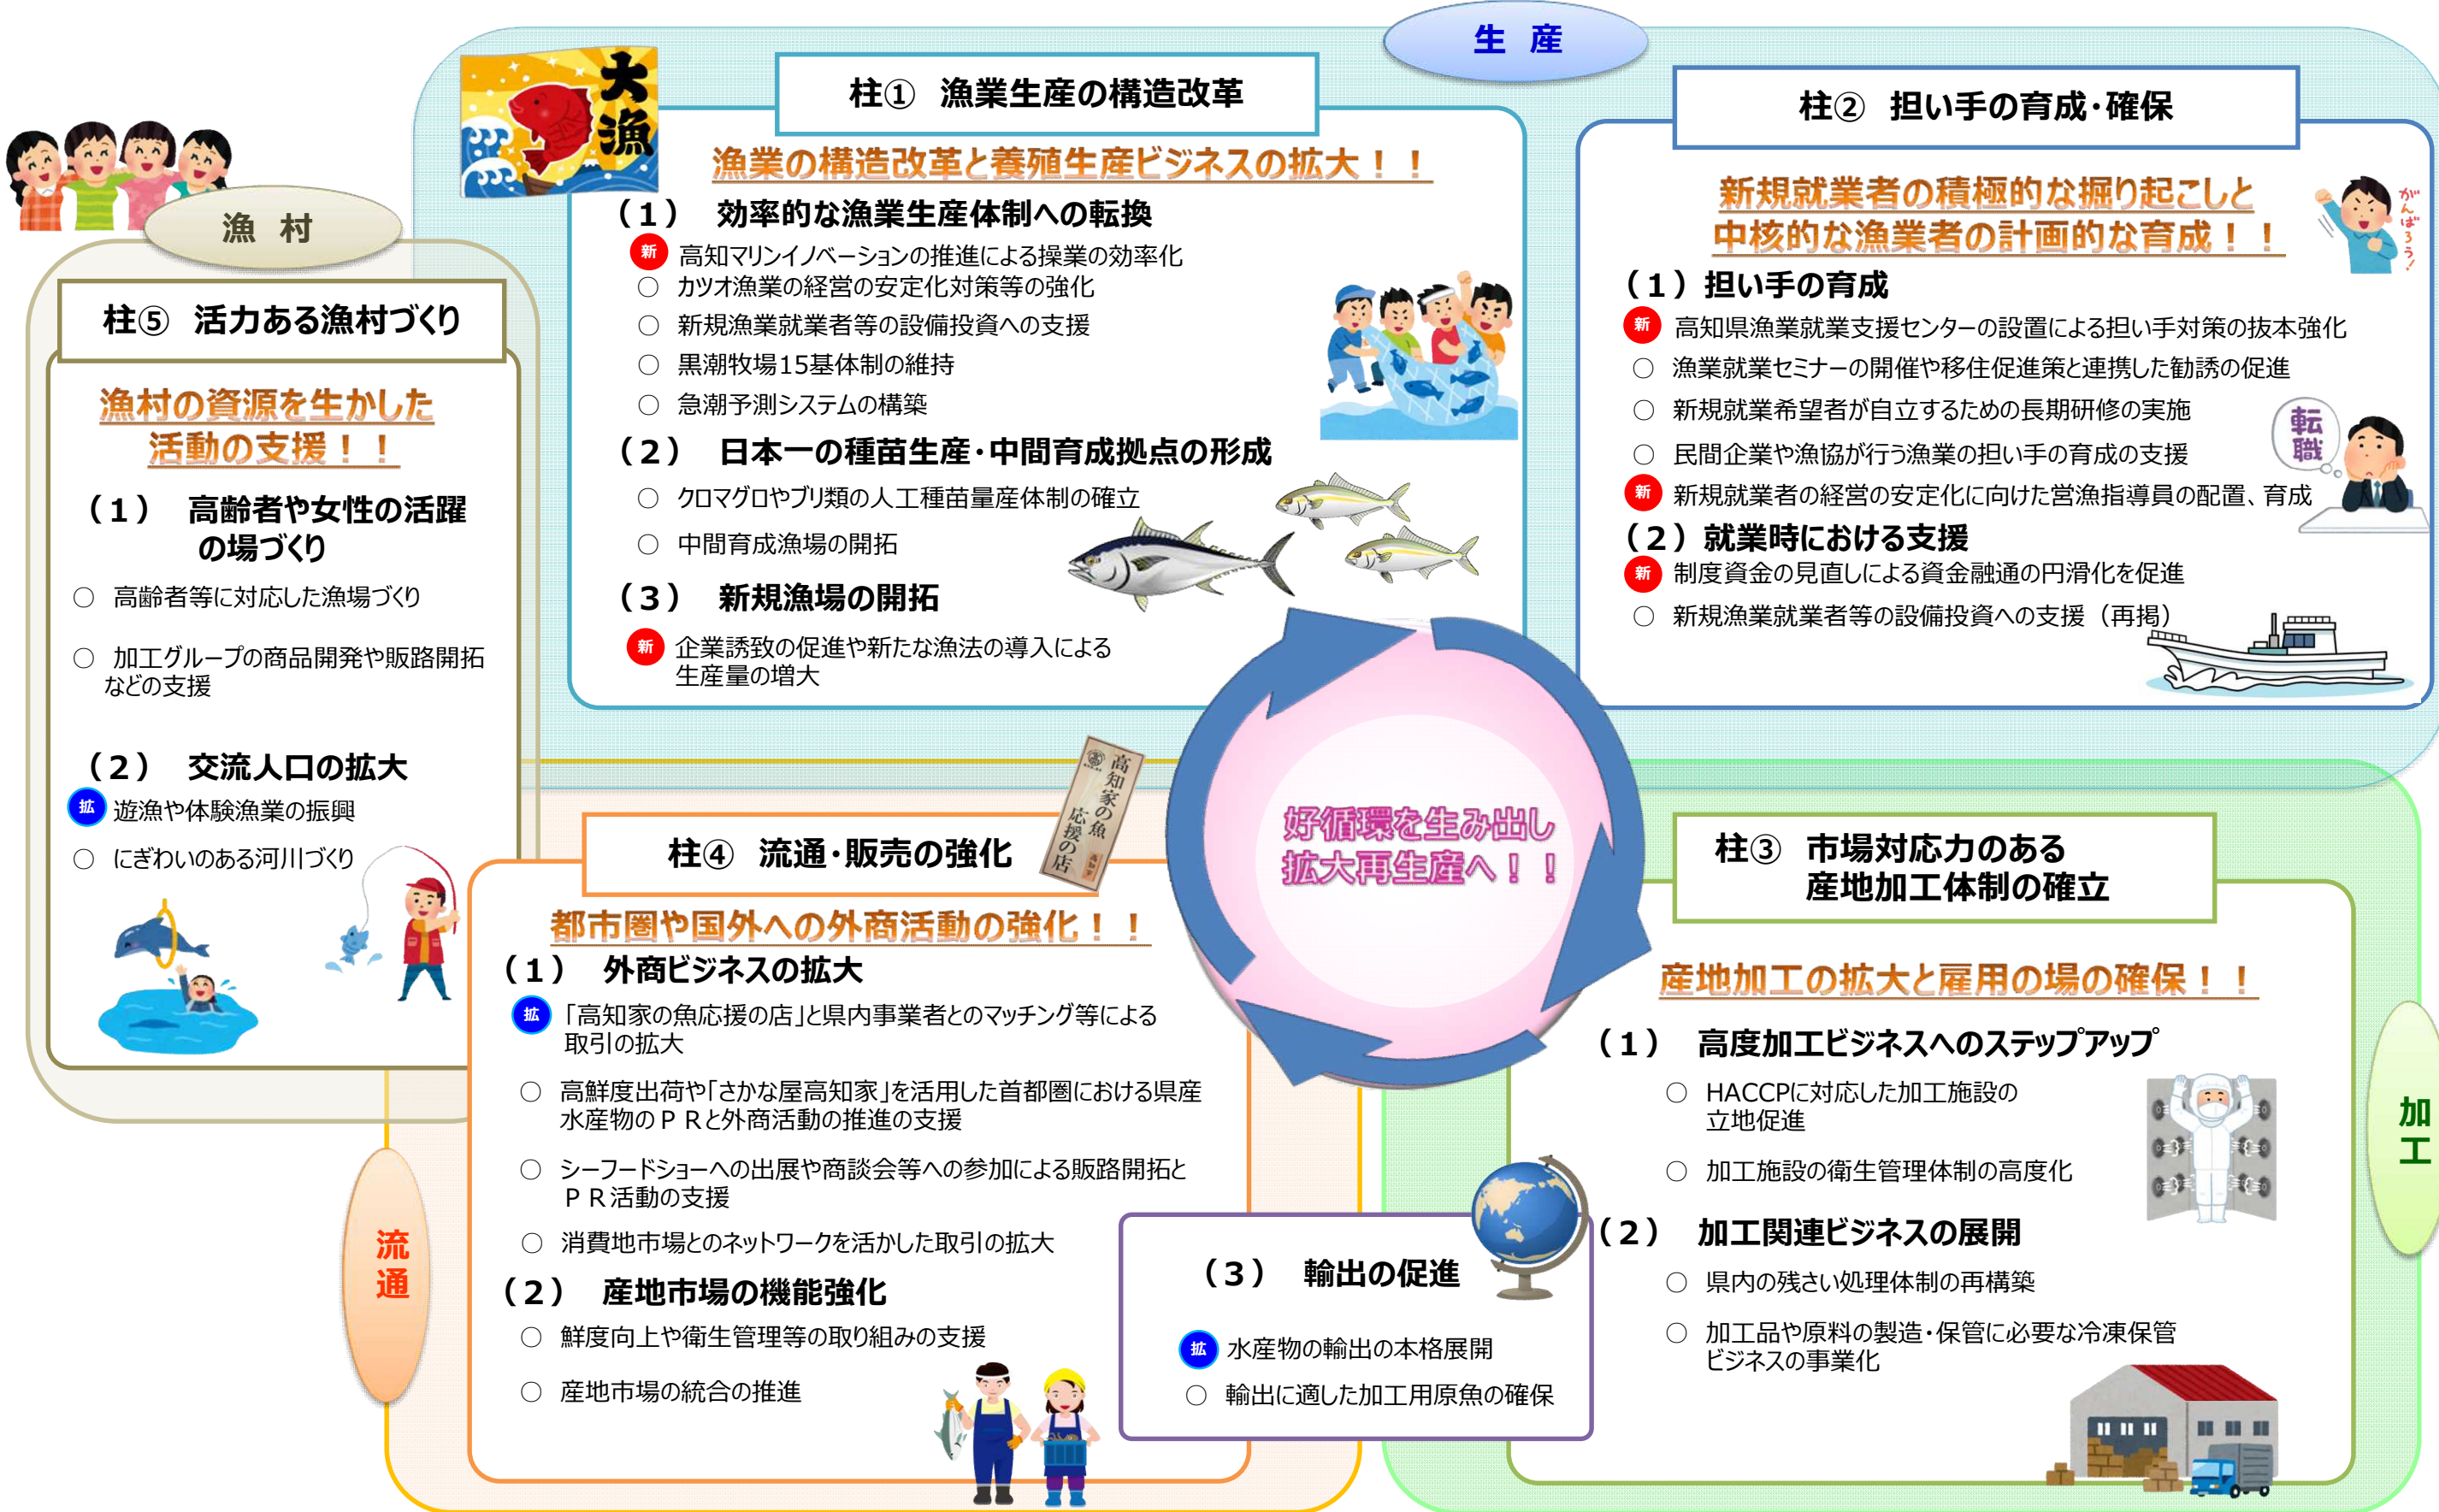 生 産
柱① 漁業生産の構造改革
大漁
漁業の構造改革と養殖生産ビジネスの拡大！！
（１） 効率的な漁業生産体制への転換
新 高知マリンイノベーションの推進による操業の効率化
○ カツオ漁業の経営の安定化対策等の強化
○ 新規漁業就業者等の設備投資への支援
○ 黒潮牧場15基体制の維持
○ 急潮予測システムの構築
（２） 日本一の種苗生産・中間育成拠点の形成
○ クロマグロやブリ類の人工種苗量産体制の確立
○ 中間育成漁場の開拓
（３） 新規漁場の開拓
新 企業誘致の促進や新たな漁法の導入による
生産量の増大
柱② 担い手の育成・確保
新規就業者の積極的な掘り起こしと
中核的な漁業者の計画的な育成！！
がんばろう！
（１）担い手の育成
新 高知県漁業就業支援センターの設置による担い手対策の抜本強化
○ 漁業就業セミナーの開催や移住促進策と連携した勧誘の促進
○ 新規就業希望者が自立するための長期研修の実施
○ 民間企業や漁協が行う漁業の担い手の育成の支援
転職
新 新規就業者の経営の安定化に向けた営漁指導員の配置、育成
（２）就業時における支援
新 制度資金の見直しによる資金融通の円滑化を促進
○ 新規漁業就業者等の設備投資への支援（再掲）
漁 村
柱⑤ 活力ある漁村づくり
漁村の資源を生かした
活動の支援！！
（１） 高齢者や女性の活躍
の場づくり
○ 高齢者等に対応した漁場づくり
○ 加工グループの商品開発や販路開拓
などの支援
（２） 交流人口の拡大
拡 遊漁や体験漁業の振興
○ にぎわいのある河川づくり
好循環を生み出し
拡大再生産へ！！
流通
柱④ 流通・販売の強化
高知家の魚
応援の店
都市圏や国外への外商活動の強化！！
（１） 外商ビジネスの拡大
拡 「高知家の魚応援の店」と県内事業者とのマッチング等による
取引の拡大
○ 高鮮度出荷や「さかな屋高知家」を活用した首都圏における県産
水産物のＰＲと外商活動の推進の支援
○ シーフードショーへの出展や商談会等への参加による販路開拓と
ＰＲ活動の支援
○ 消費地市場とのネットワークを活かした取引の拡大
（２） 産地市場の機能強化
○ 鮮度向上や衛生管理等の取り組みの支援
○ 産地市場の統合の推進
（３） 輸出の促進
拡 水産物の輸出の本格展開
○ 輸出に適した加工用原魚の確保
加工
柱③ 市場対応力のある
産地加工体制の確立
産地加工の拡大と雇用の場の確保！！
（１） 高度加工ビジネスへのステップアップ
○ HACCPに対応した加工施設の
立地促進
○ 加工施設の衛生管理体制の高度化
（２） 加工関連ビジネスの展開
○ 県内の残さい処理体制の再構築
○ 加工品や原料の製造・保管に必要な冷凍保管
ビジネスの事業化